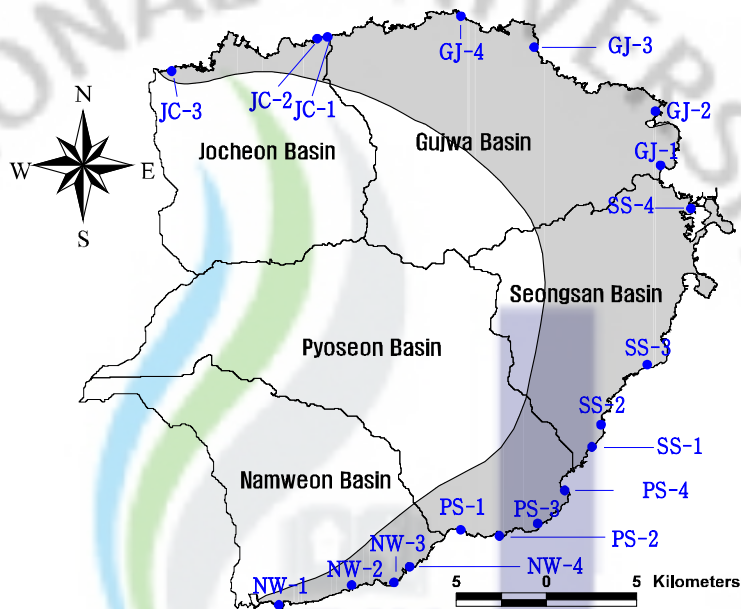 GJ-4
GJ-3
JC-2
JC-1
JC-3
GJ-2
N
Jocheon Basin
Gujwa Basin
GJ-1
W
E
S
SS-4
Seongsan Basin
Pyoseon Basin
SS-3
SS-2
SS-1
Namweon Basin
PS-4
PS-1
PS-3
PS-2
NW-3
NW-4
NW-2
NW-1
5 0 5 Kilometers